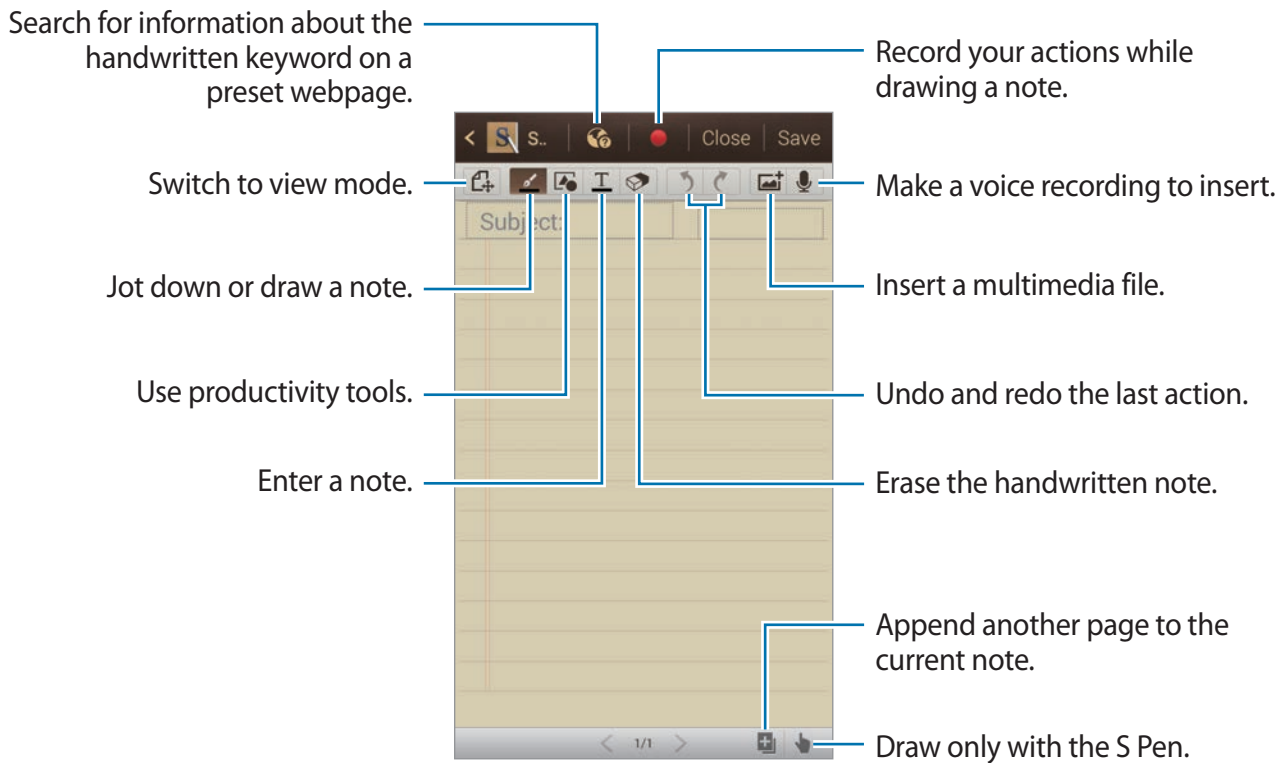 Search for information about the
handwritten keyword on a
preset webpage.
Record your actions while
drawing a note.
S S.. Close Save
Switch to view mode.
T
Make a voice recording to insert.
Subject:
Jot down or draw a note.
Insert a multimedia file.
Use productivity tools.
Undo and redo the last action.
Enter a note.
Erase the handwritten note.
Append another page to the
current note.
1/1
Draw only with the S Pen.